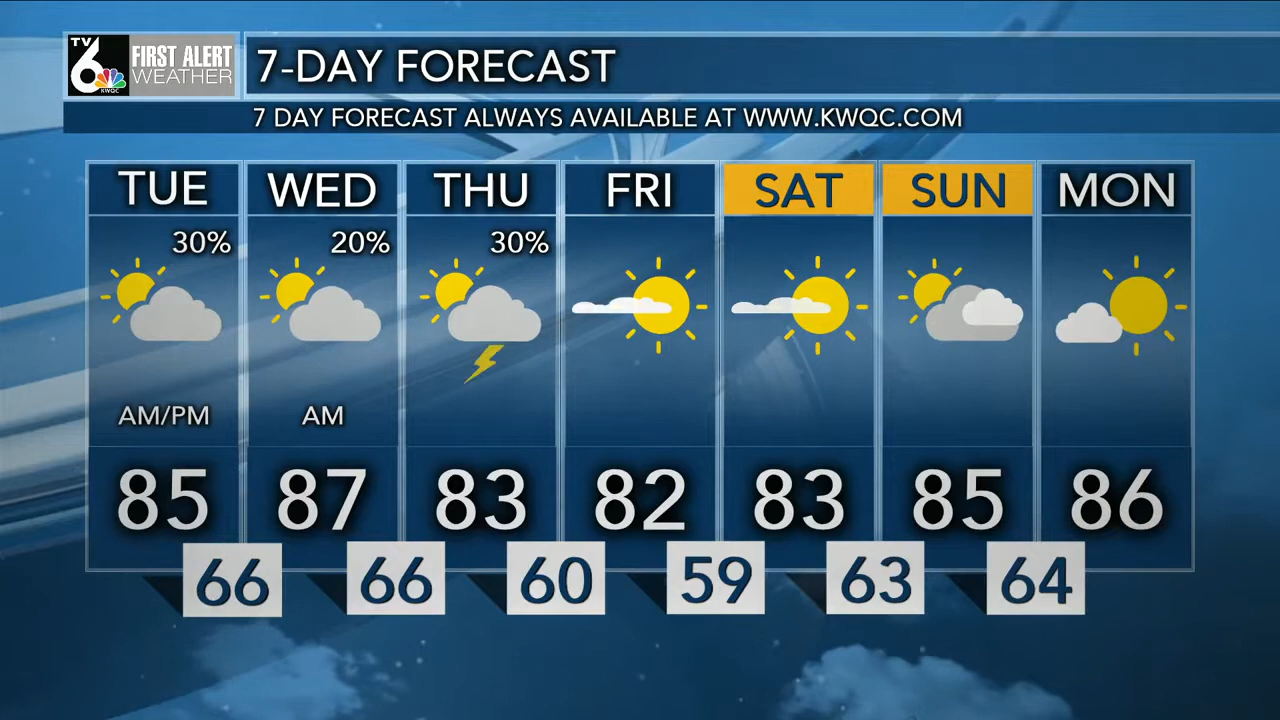 TV
6
KWQC
FIRST ALERT
WEATHER
7-DAY FORECAST
7 DAY FORECAST ALWAYS AVAILABLE AT WWW.KWQC.COM
TUE WED THU FRI SAT SUN MON
30% 20% 30%
AM/PM AM
85 87 83 82 83 85 86
66 66 60 59 63 64